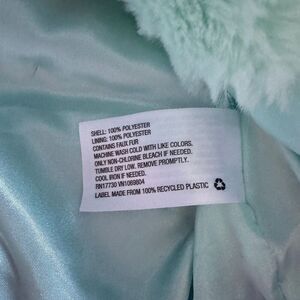 SHELL: 100% POLYESTER
LINING: 100% POLYESTER
CONTAINS FAUX FUR
MACHINE WASH COLD WITH LIKE COLORS.
ONLY NON-CHLORINE BLEACH IF NEEDED.
TUMBLE DRY LOW. REMOVE PROMPTLY.
COOL IRON IF NEEDED.
RN17730 VN1069804
LABEL MADE FROM 100% RECYCLED PLASTIC